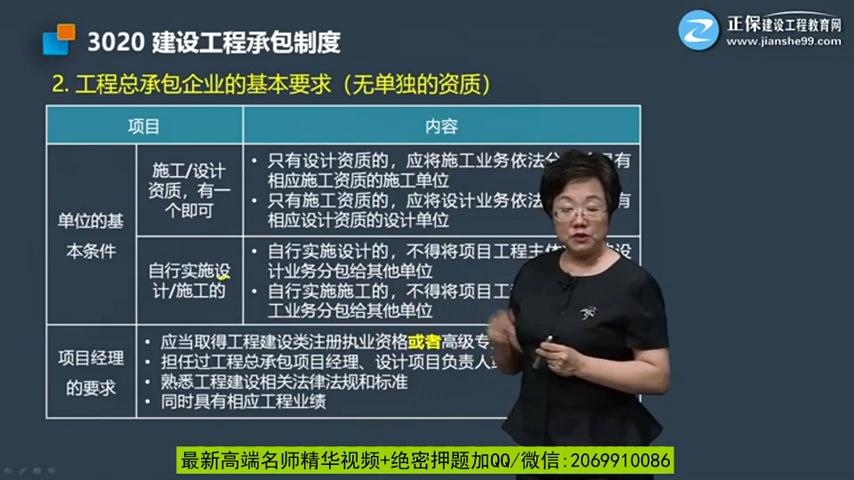 正保建设工程教育网
www.jianshe99.com
3020 建设工程承包制度
2. 工程总承包企业的基本要求（无单独的资质）
项目
内容
单位的基
本条件
施工/设计
资质，有一
个即可
• 只有设计资质的，应将施工业务依法分
有
相应施工资质的施工单位
• 只有施工资质的，应将设计业务依法
有
相应设计资质的设计单位
自行实施设
计/施工的
• 自行实施设计的，不得将项目工程主体
设
计业务分包给其他单位
• 自行实施施工的，不得将项目工
工业务分包给其他单位
项目经理
的要求
• 应当取得工程建设类注册执业资格或者高级专
• 担任过工程总承包项目经理、设计项目负责人
• 熟悉工程建设相关法律法规和标准
• 同时具有相应工程业绩
最新高端名师精华视频+绝密押题加QQ/微信:2069910086